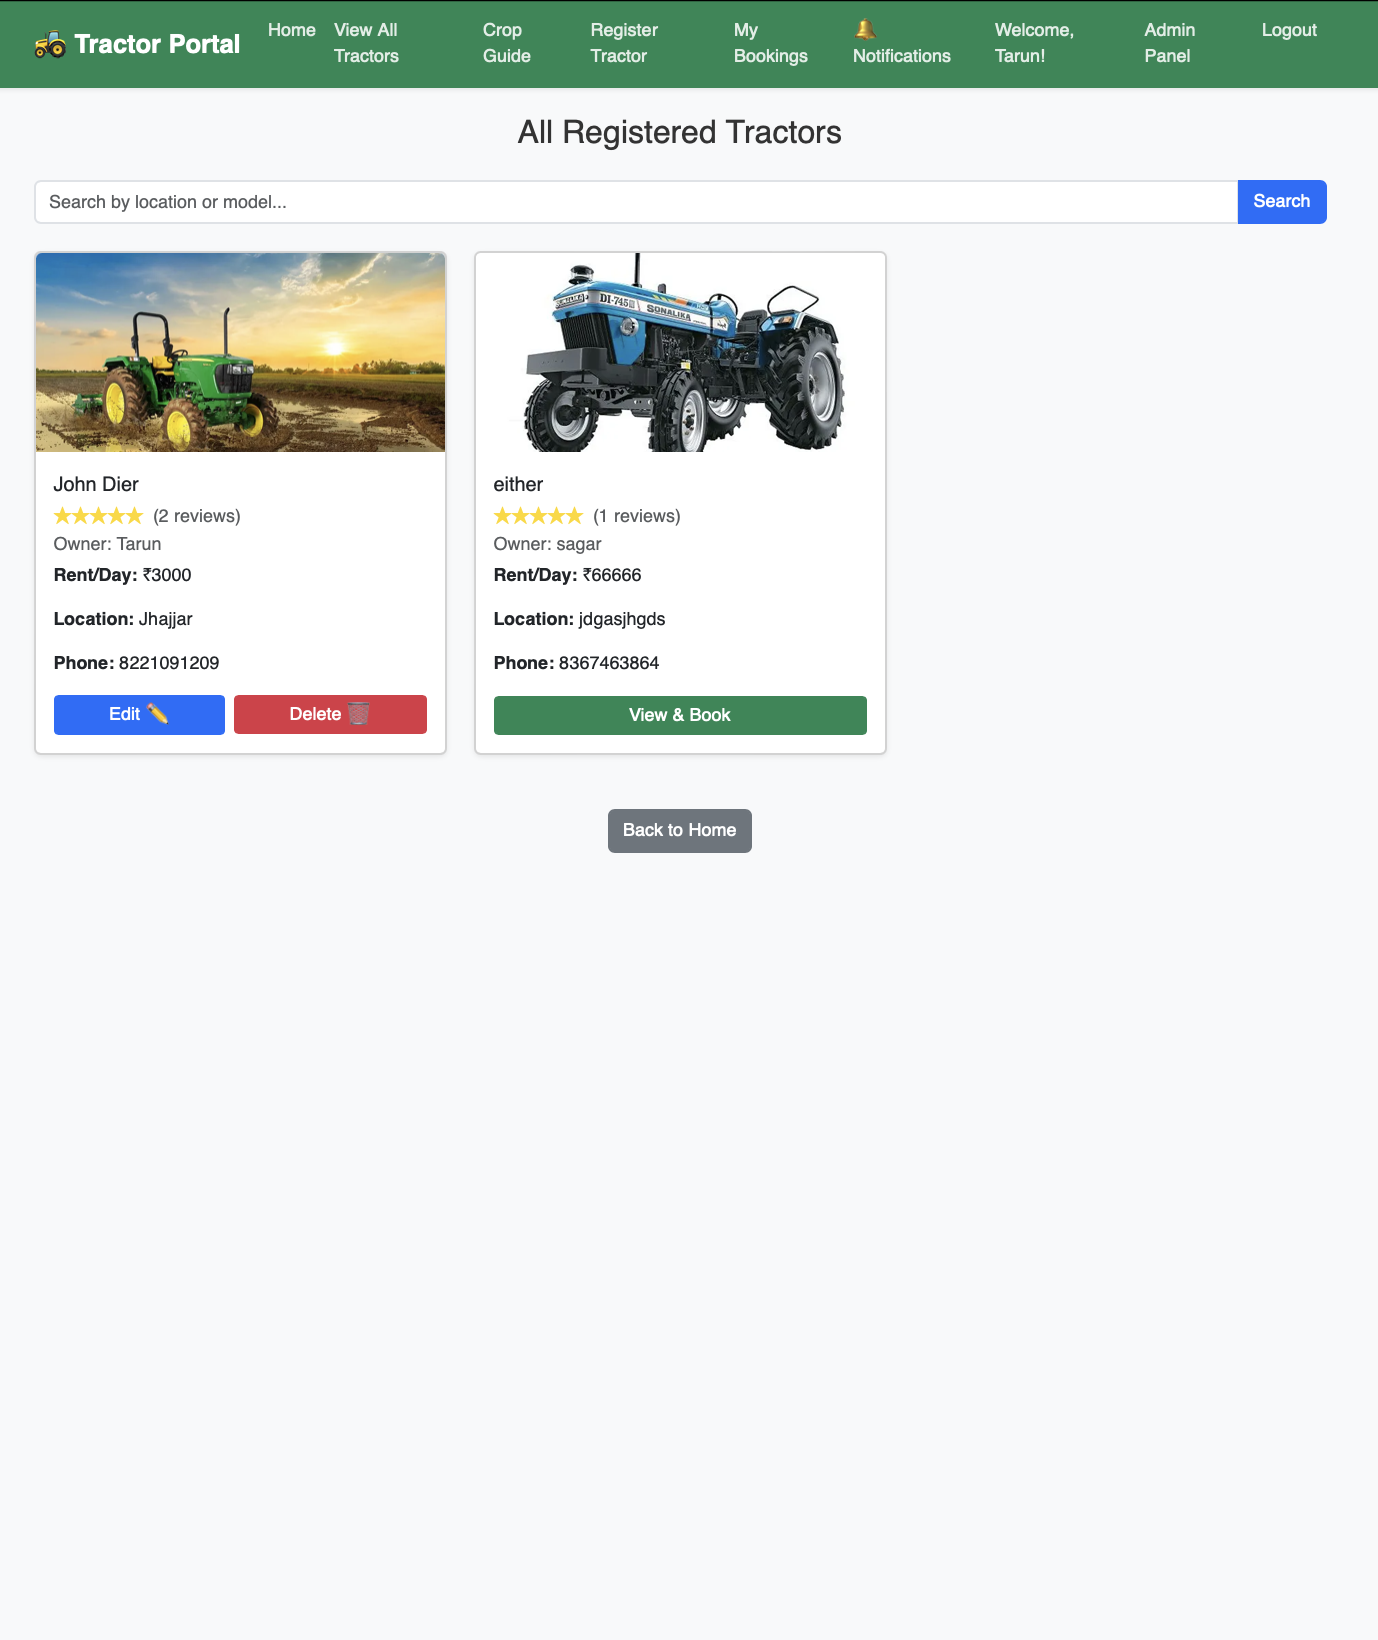 Tractor Portal
Home
View All
Tractors
Crop
Guide
Register
Tractor
My
Bookings
Notifications
Welcome,
Tarun!
Admin
Panel
Logout
All Registered Tractors
Search by location or model...
Search
John Dier
(2 reviews)
Owner: Tarun
Rent/Day: ₹3000
Location: Jhajjar
Phone: 8221091209
Edit
Delete
DI-745
SONALIKA
either
(1 reviews)
Owner: sagar
Rent/Day: ₹66666
Location: jdgasjhgds
Phone: 8367463864
View & Book
Back to Home